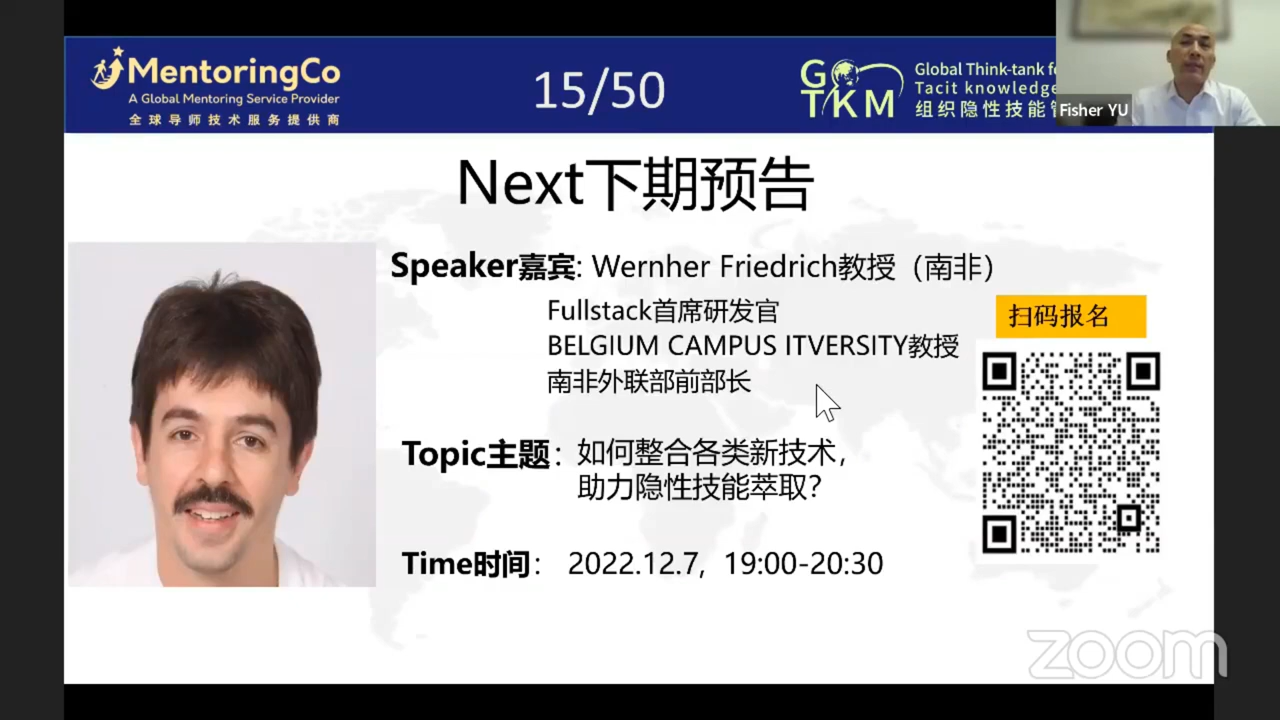 MentoringCo
A Global Mentoring Service Provider
全球导师技术服务提供商
15/50
G TKM
Global Think-tank
Tacit knowledge
组织隐性技能
Fisher YU
Next下期预告
Speaker嘉宾: Wernher Friedrich教授（南非）
Fullstack首席研发官
BELGIUM CAMPUS ITVERSITY教授
南非外联部前部长
扫码报名
Topic主题：如何整合各类新技术，
助力隐性技能萃取？
Time时间： 2022.12.7, 19:00-20:30
zoom